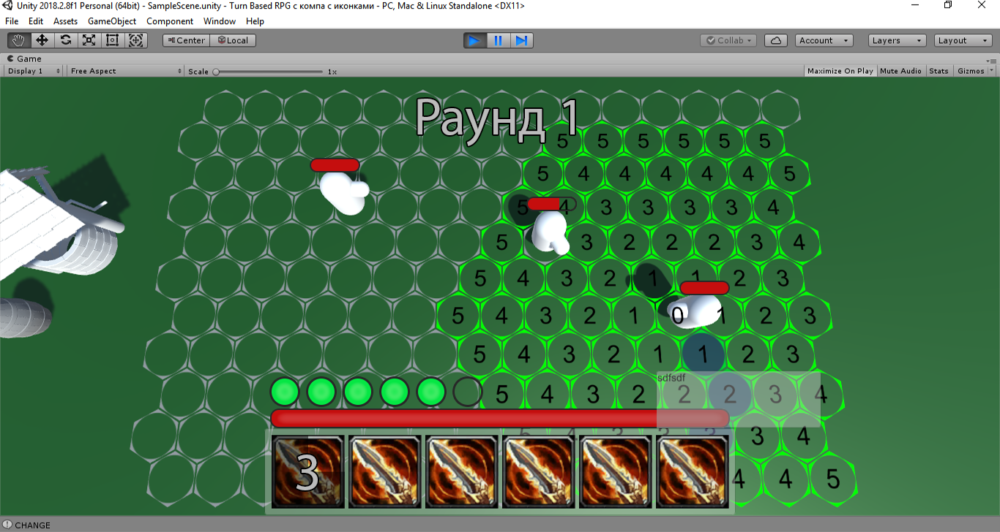 Unity 2018.2.8f1 Personal (64bit) - SampleScene.unity - Turn Based RPG с компа с иконками - PC, Mac & Linux Standalone <DX11>
File Edit Assets GameObject Component Window Help
Center Local Collab Account Layers Layout
Game
Display 1 Free Aspect Scale 1x Maximize On Play Mute Audio Stats Gizmos
Раунд 1
5 5 5 5 5 5
5 4 4 4 4 4 5
5 4 3 3 3 3 4
5 3 2 2 2 3 4
5 4 3 2 1 1 2 3
5 4 3 2 1 0 1 2 3
5 4 3 2 1 1 2 3
sdfsdf
5 4 3 2 2 2 3 4
3 4
3
4 4 5
CHANGE